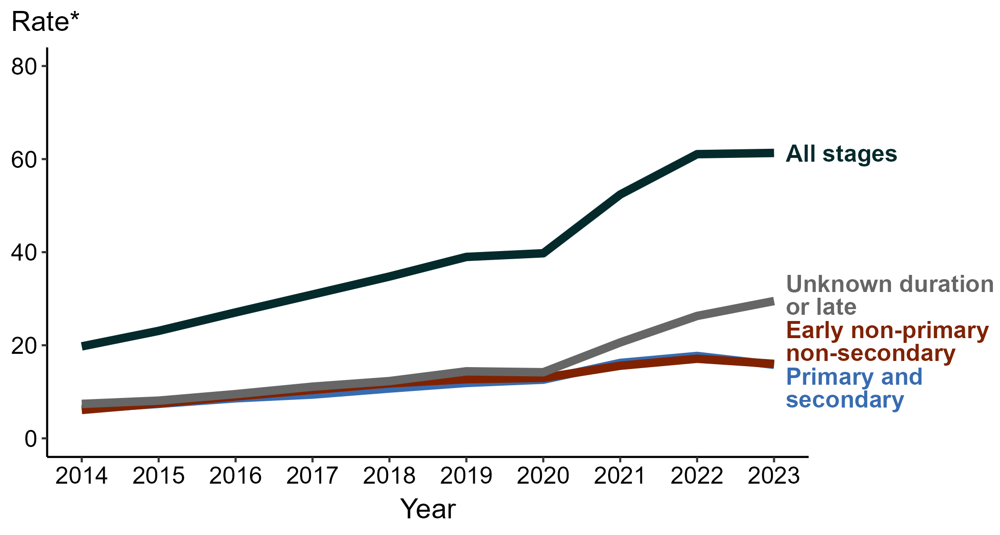 Rate*
80
60
40
20
0
All stages
Unknown duration
or late
Early non-primary
non-secondary
Primary and
secondary
2014 2015 2016 2017 2018 2019 2020 2021 2022 2023
Year